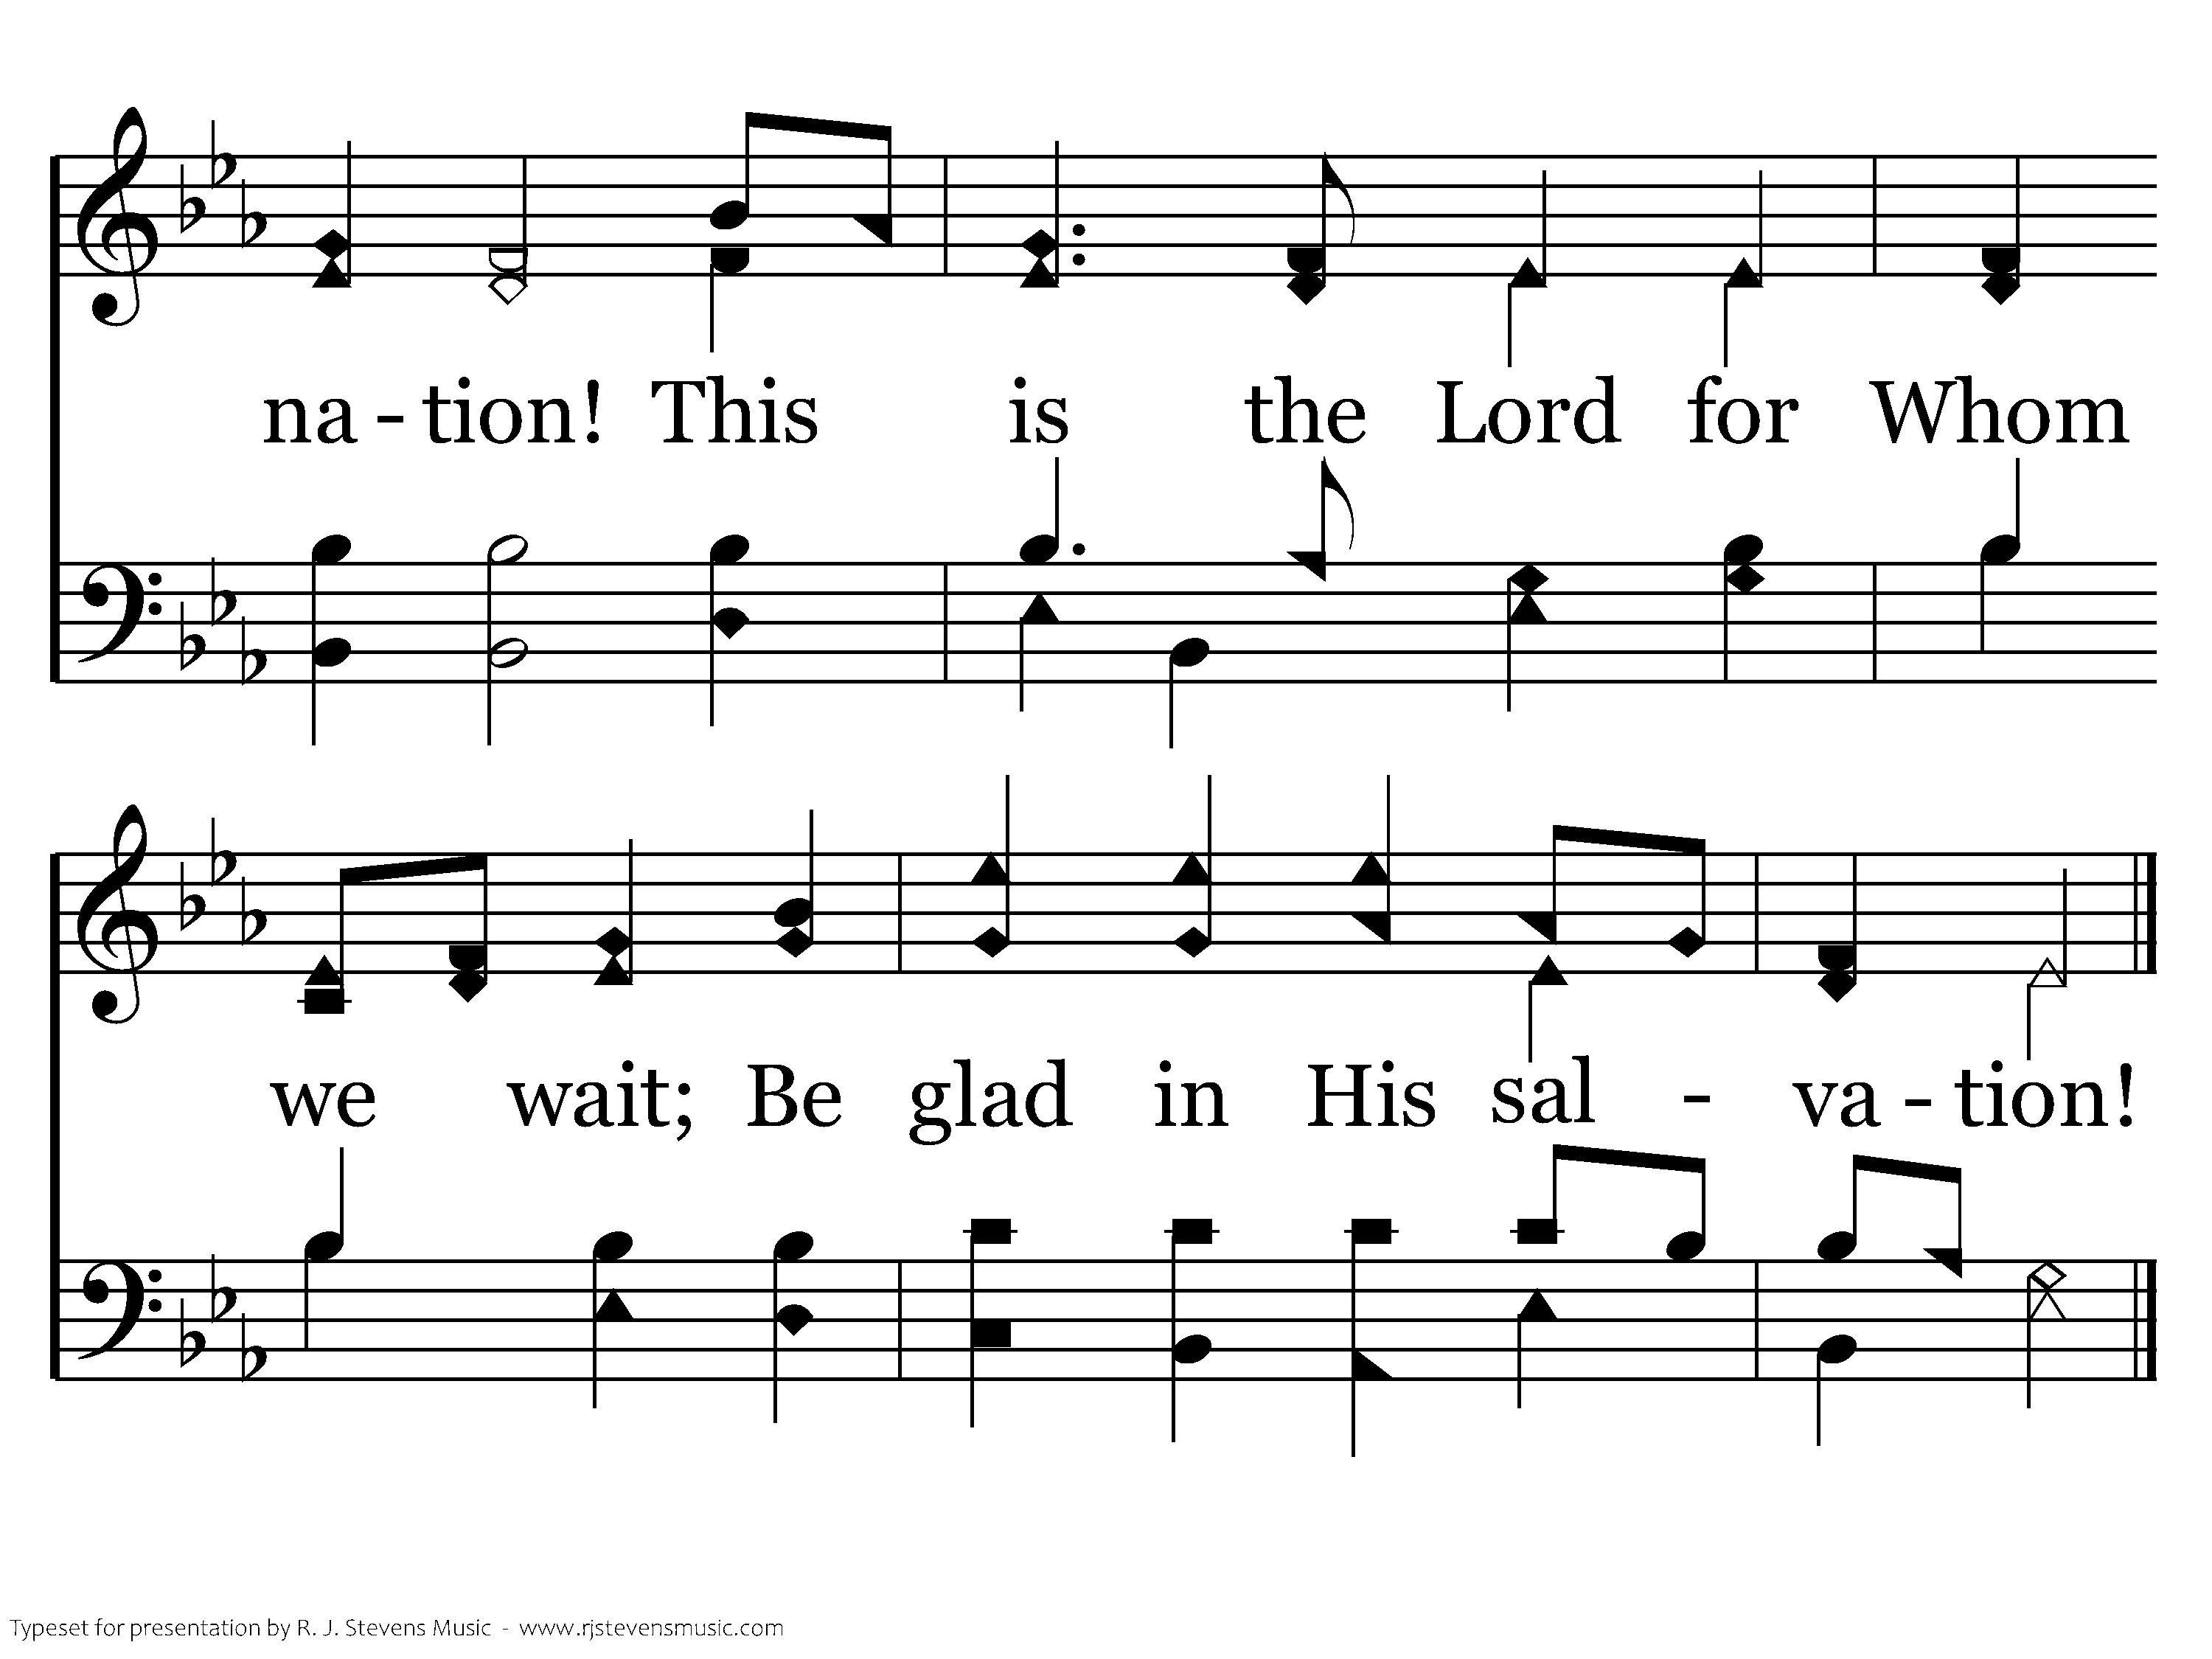 na - tion! This is the Lord for Whom
we wait; Be glad in His sal - va - tion!
Typeset for presentation by R. J. Stevens Music - www.rjstevensmusic.com